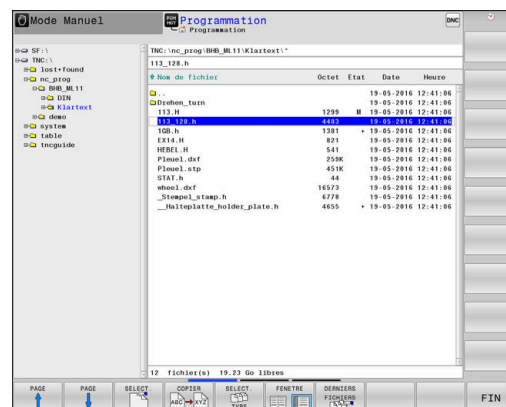 Mode Manuel
PGM MGT Programmation
Programmation
DNC
SF:\
TNC:\
lost+found
nc_prog
BHB_ML11
DIN
Klartext
demo
system
table
tncguide
TNC:\nc_prog\BHB_ML11\Klartext\*
113_128.h
Nom de fichier Octet Etat Date Heure
.. 19-05-2016 12:41:06
Drehen_turn 19-05-2016 12:41:06
113.H 1299 M 19-05-2016 12:41:06
113_128.h 4403 19-05-2016 12:41:06
1GB.h 1381 + 19-05-2016 12:41:06
EX14.H 821 19-05-2016 12:41:06
HEBEL.H 541 19-05-2016 12:41:06
Pleuel.dxf 259K 19-05-2016 12:41:06
Pleuel.stp 451K 19-05-2016 12:41:06
STAT.h 44 19-05-2016 12:41:06
wheel.dxf 16573 19-05-2016 12:41:06
_Stempel_stamp.h 6778 19-05-2016 12:41:06
__Halteplatte_holder_plate.h 4655 + 19-05-2016 12:41:06
12 fichier(s) 19.23 Go libres
PAGE
PAGE
SELECT.
COPIER
ABC XYZ
SELECT.
TYPE
FENETRE
DERNIERS
FICHIERS
FIN